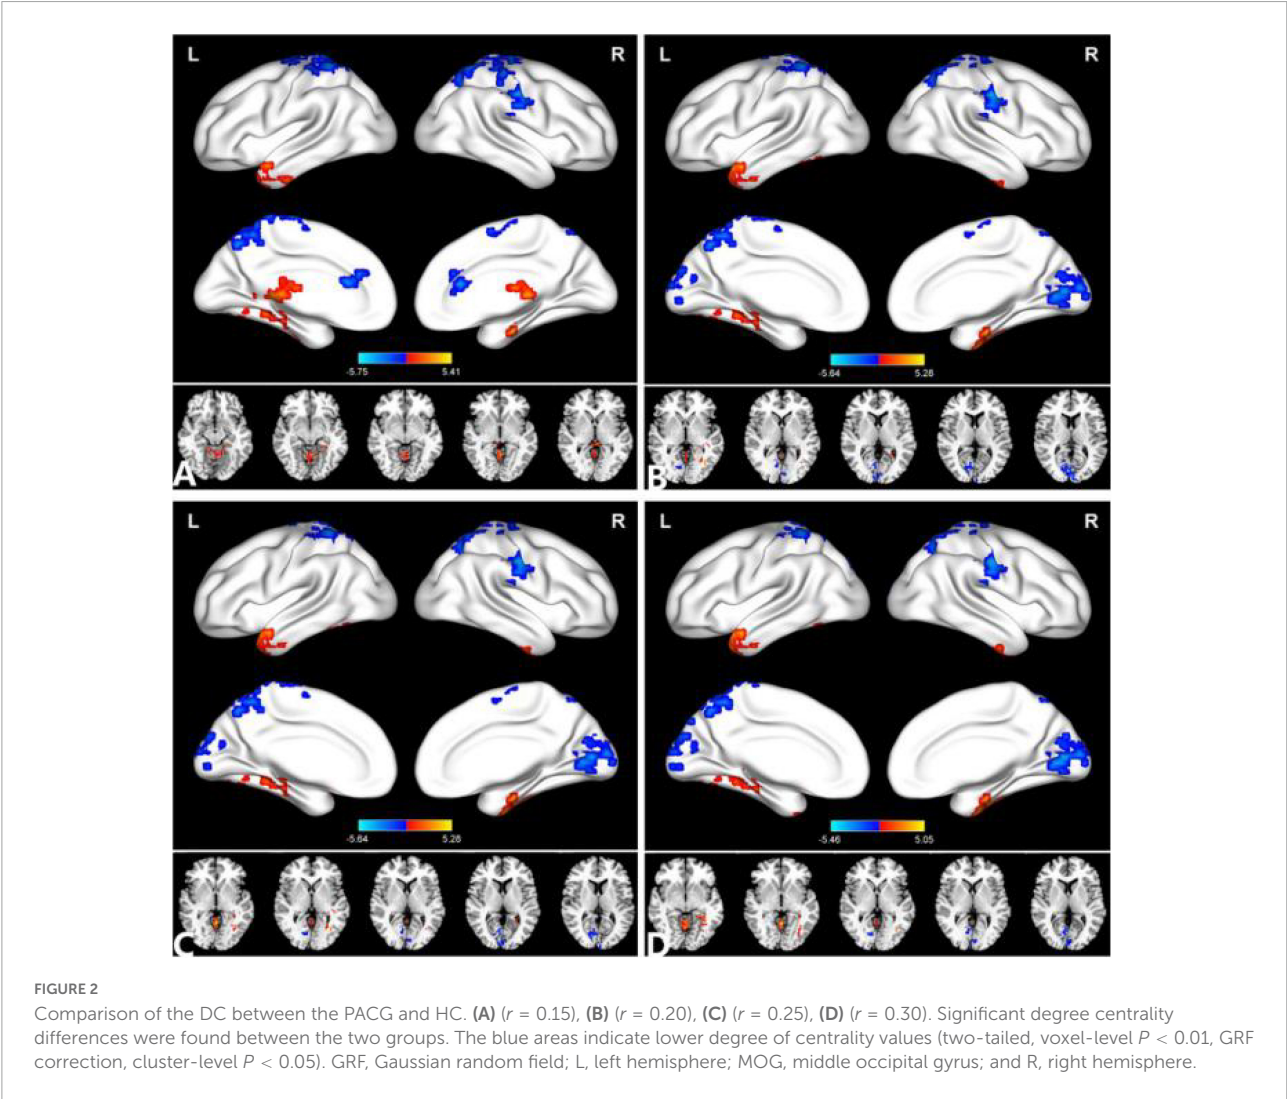 L R
L R
-5.75 5.41
-5.64 5.28
A
B
L R
L R
-5.64 5.28
-5.46 5.05
C
D
FIGURE 2
Comparison of the DC between the PACG and HC. (A) (r = 0.15), (B) (r = 0.20), (C) (r = 0.25), (D) (r = 0.30). Significant degree centrality
differences were found between the two groups. The blue areas indicate lower degree of centrality values (two-tailed, voxel-level P < 0.01, GRF
correction, cluster-level P < 0.05). GRF, Gaussian random field; L, left hemisphere; MOG, middle occipital gyrus; and R, right hemisphere.